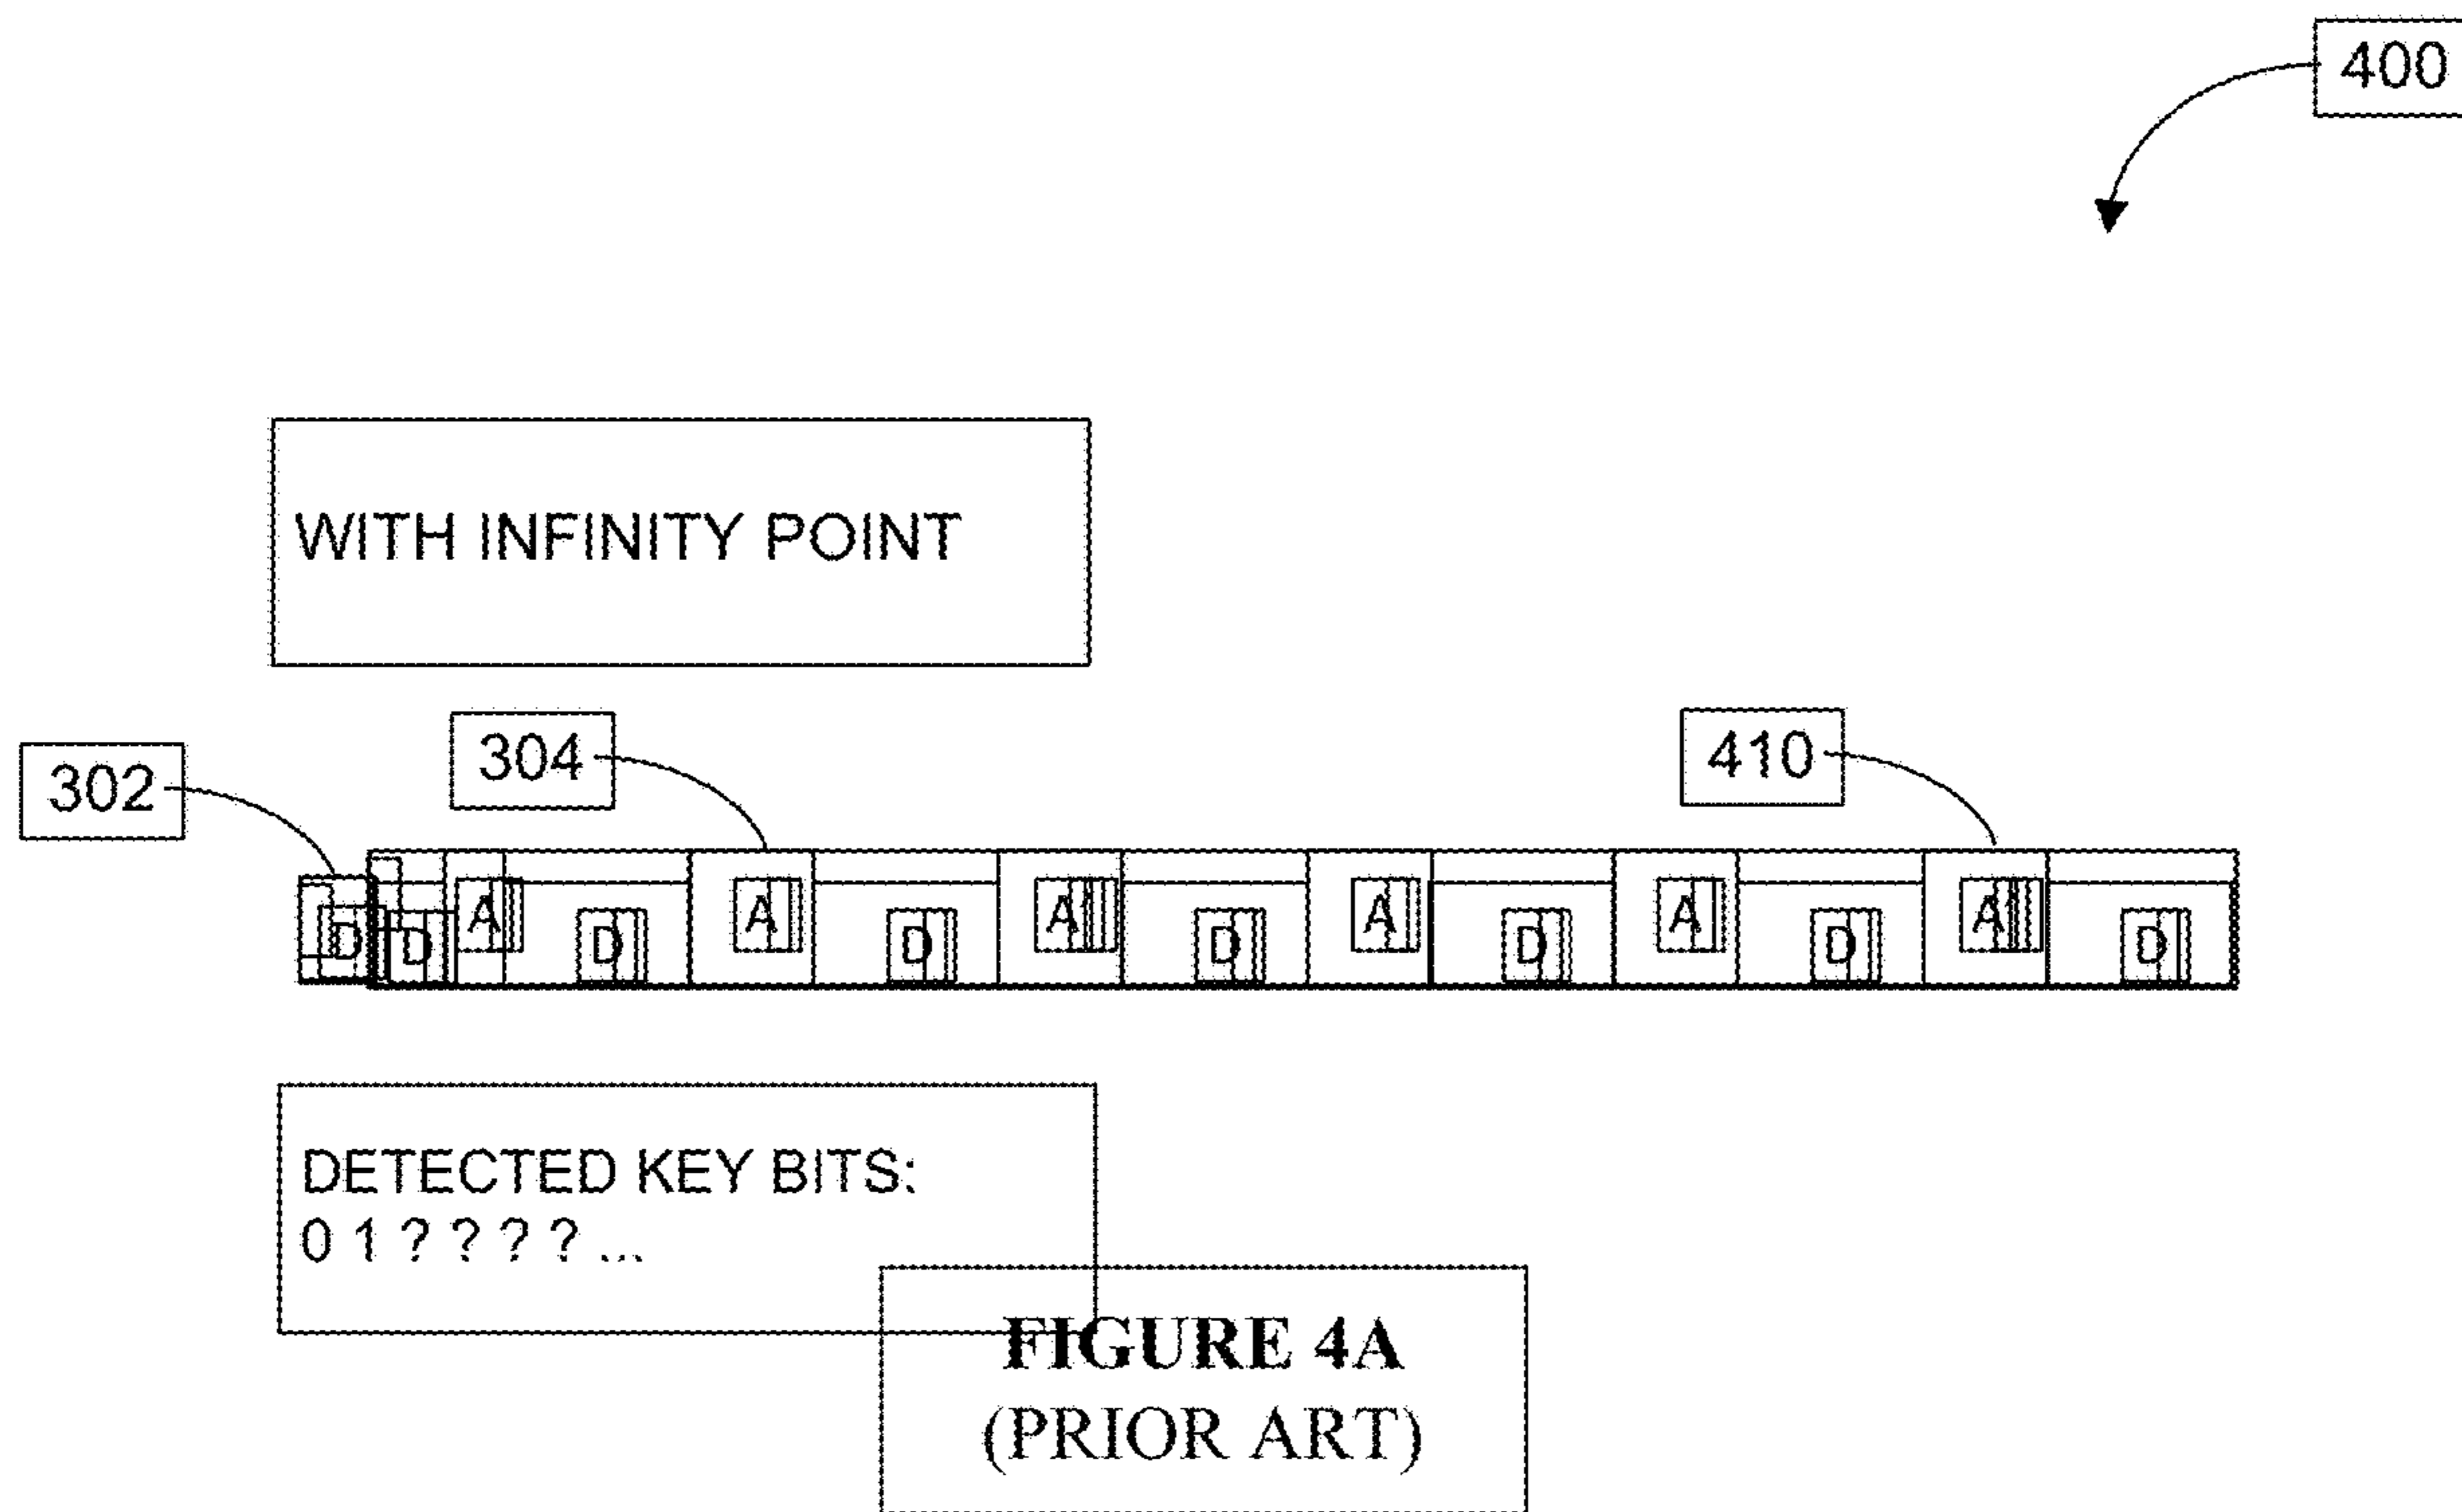 400
WITH INFINITY POINT
302
304
410
D D A D A D A' D A D A D A' D
DETECTED KEY BITS:
0 1 ? ? ? ? ...
FIGURE 4A
(PRIOR ART)